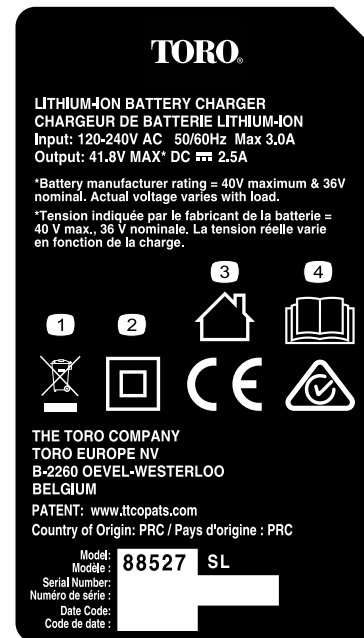 TORO®
LITHIUM-ION BATTERY CHARGER
CHARGEUR DE BATTERIE LITHIUM-ION
Input: 120-240V AC 50/60Hz Max 3.0A
Output: 41.8V MAX* DC ⎓ 2.5A
*Battery manufacturer rating = 40V maximum & 36V
nominal. Actual voltage varies with load.
*Tension indiquée par le fabricant de la batterie =
40 V max., 36 V nominale. La tension réelle varie
en fonction de la charge.
3 4
1 2
CE
THE TORO COMPANY
TORO EUROPE NV
B-2260 OEVEL-WESTERLOO
BELGIUM
PATENT: www.ttcopats.com
Country of Origin: PRC / Pays d'origine : PRC
Model:
Modèle : 88527 SL
Serial Number:
Numéro de série :
Date Code:
Code de date :